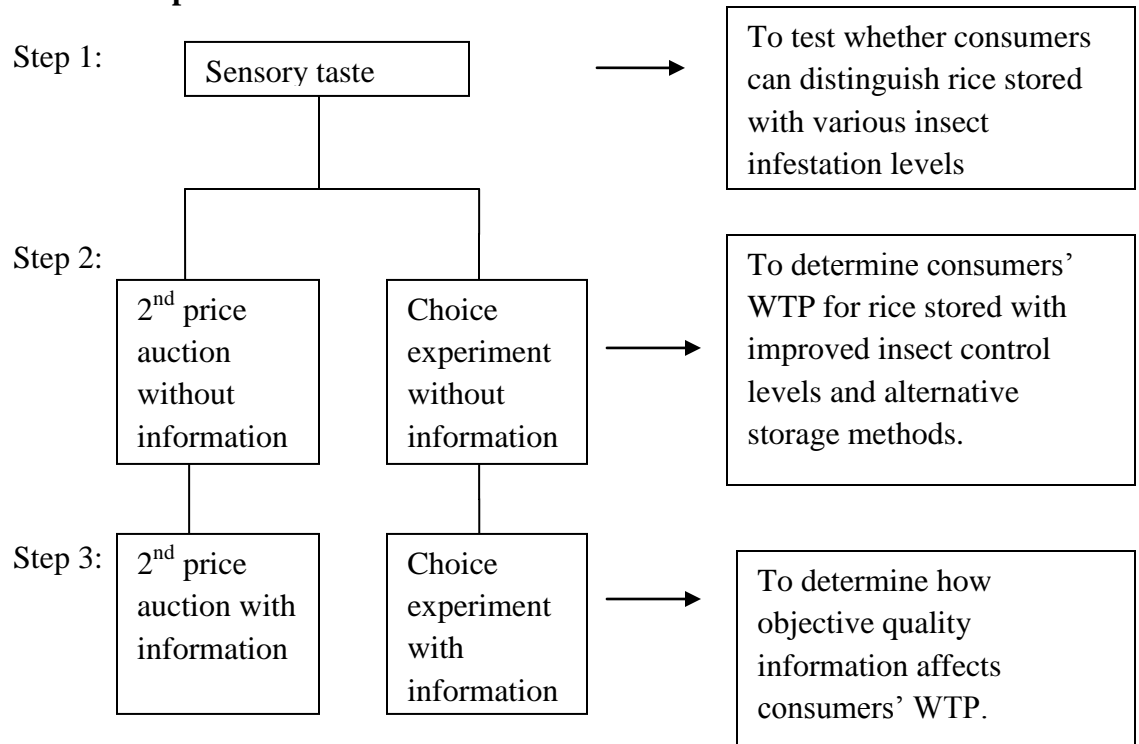 Step 1:
Sensory taste
To test whether consumers
can distinguish rice stored
with various insect
infestation levels
Step 2:
2nd price
auction
without
information
Choice
experiment
without
information
To determine consumers’
WTP for rice stored with
improved insect control
levels and alternative
storage methods.
Step 3:
2nd price
auction with
information
Choice
experiment
with
information
To determine how
objective quality
information affects
consumers’ WTP.